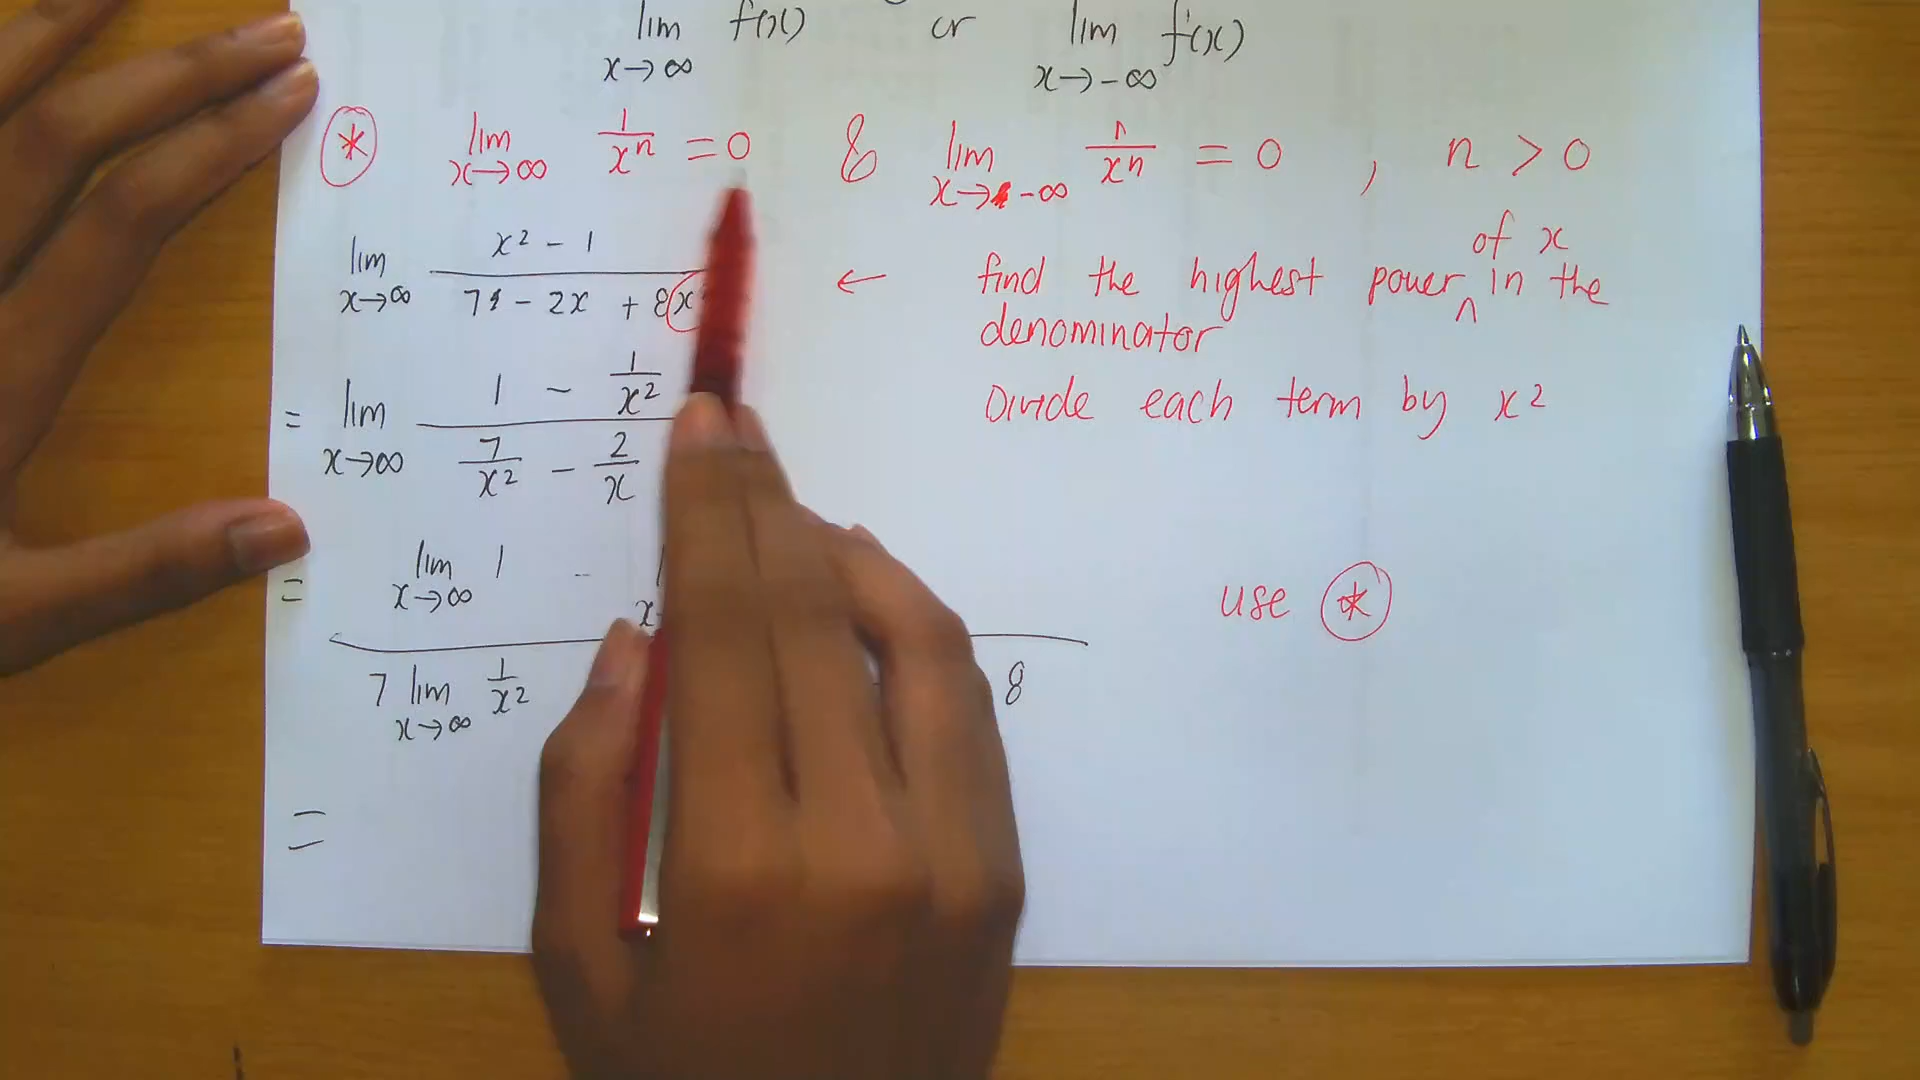 lim x→∞ f(x) or lim x→-∞ f(x)
* lim x→∞ 1/xⁿ = 0 & lim x→-∞ 1/xⁿ = 0 , n > 0
lim x→∞ (x² - 1)/(7 - 2x + 8x
← find the highest power of x in the
denominator
= lim x→∞ (1 - 1/x²)/(7/x² - 2/x
Divide each term by x²
= lim x→∞ 1 -
7 lim x→∞ 1/x² 8
use *
=